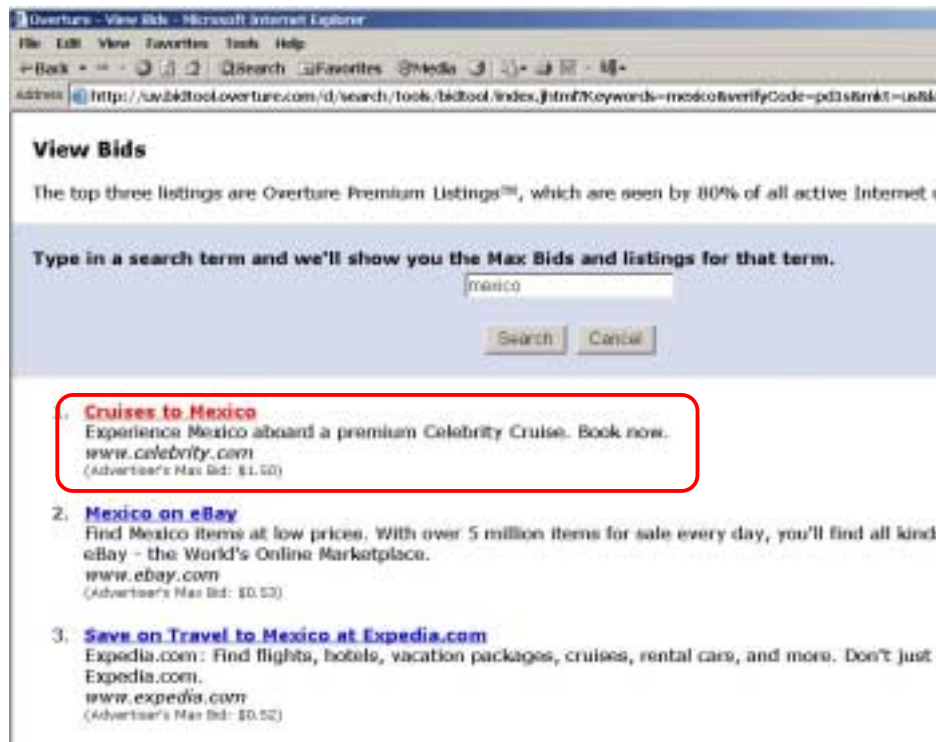 Overture - View Bids - Microsoft Internet Explorer
File Edit View Favorites Tools Help
Back Search Favorites Media
Address http://uv.bidtool.overture.com/d/search/tools/bidtool/index.jhtml?Keywords=mexico&verifyCode=pd1s&mkt=us&
View Bids
The top three listings are Overture Premium Listings™, which are seen by 80% of all active Internet
Type in a search term and we'll show you the Max Bids and listings for that term.
mexico
Search Cancel
1. Cruises to Mexico
Experience Mexico aboard a premium Celebrity Cruise. Book now.
www.celebrity.com
(Advertiser's Max Bid: $1.50)
2. Mexico on eBay
Find Mexico items at low prices. With over 5 million items for sale every day, you'll find all kinds
eBay - the World's Online Marketplace.
www.ebay.com
(Advertiser's Max Bid: $0.53)
3. Save on Travel to Mexico at Expedia.com
Expedia.com: Find flights, hotels, vacation packages, cruises, rental cars, and more. Don't just
Expedia.com.
www.expedia.com
(Advertiser's Max Bid: $0.52)